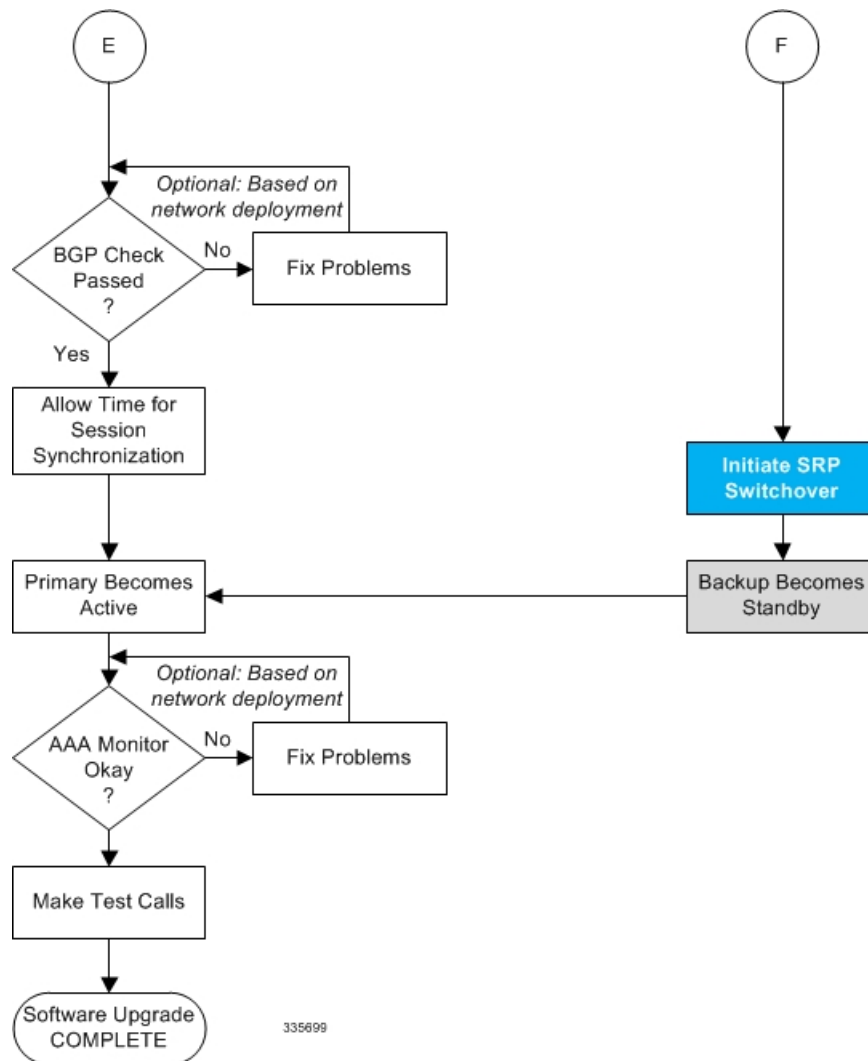 E
F
Optional: Based on
network deployment
BGP Check
Passed
?
No
Fix Problems
Yes
Allow Time for
Session
Synchronization
Initiate SRP
Switchover
Primary Becomes
Active
Backup Becomes
Standby
Optional: Based on
network deployment
AAA Monitor
Okay
?
No
Fix Problems
Make Test Calls
Software Upgrade
COMPLETE
335699